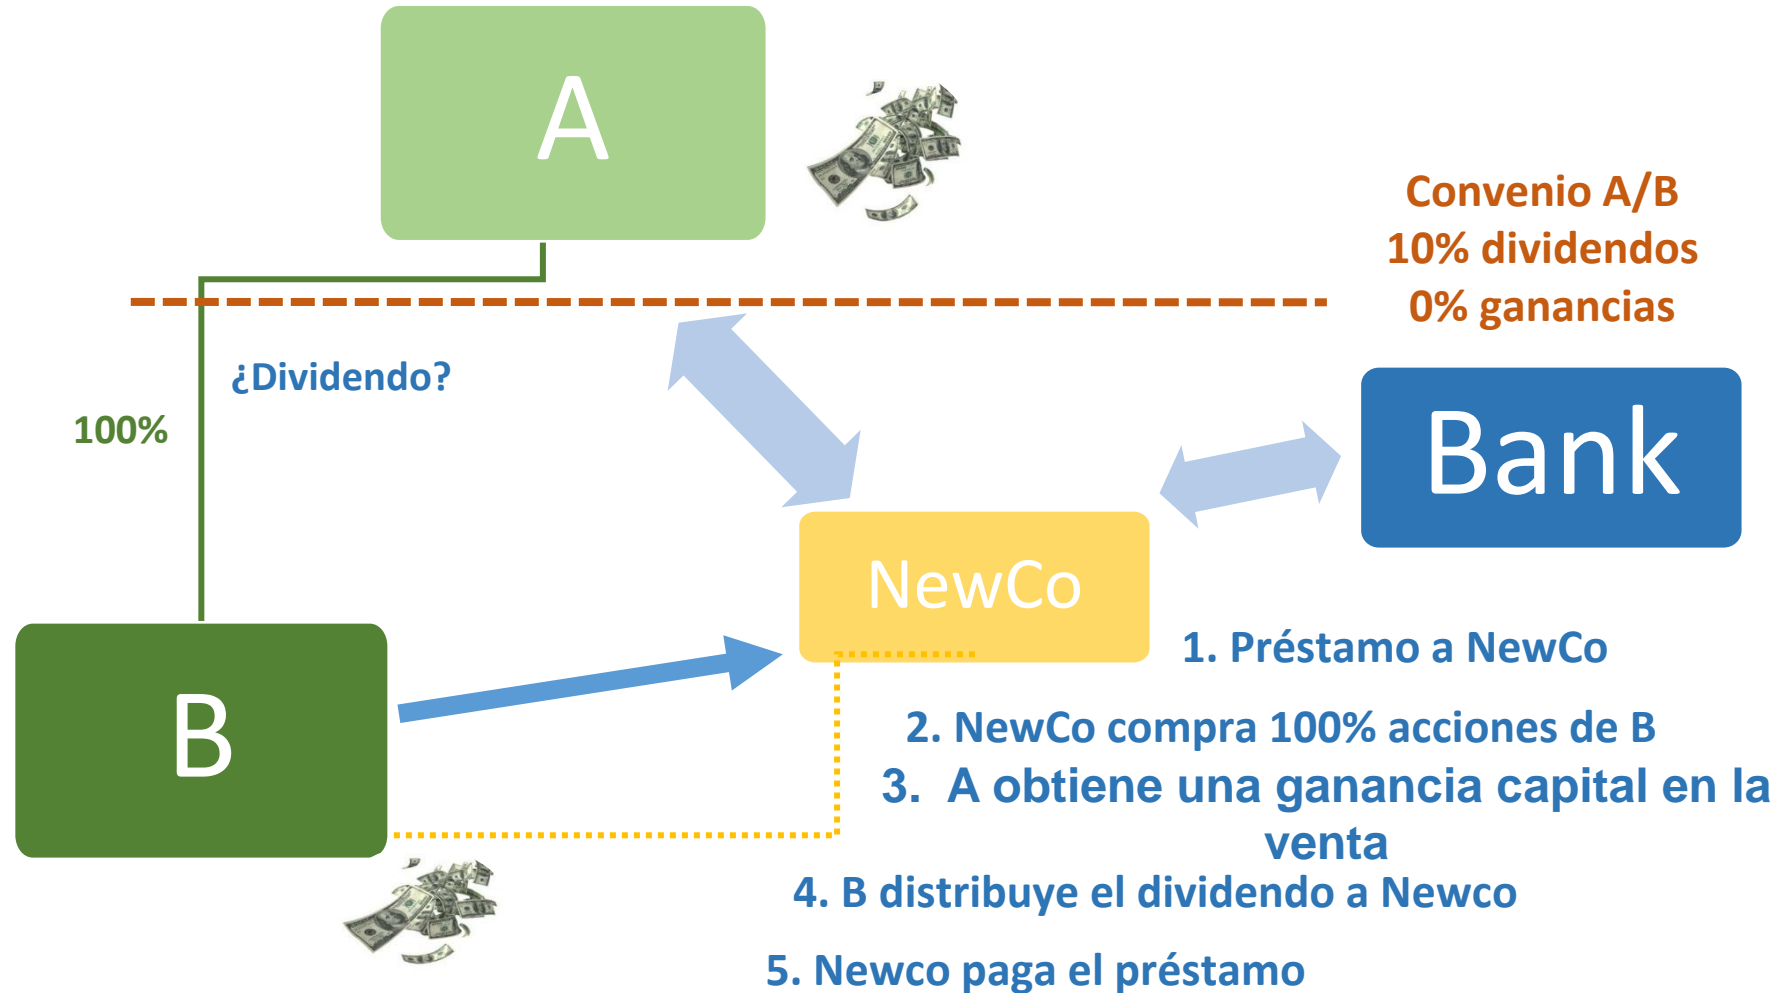 A
Convenio A/B
10% dividendos
0% ganancias
¿Dividendo?
100%
Bank
NewCo
B
1. Préstamo a NewCo
2. NewCo compra 100% acciones de B
3. A obtiene una ganancia capital en la
venta
4. B distribuye el dividendo a Newco
5. Newco paga el préstamo